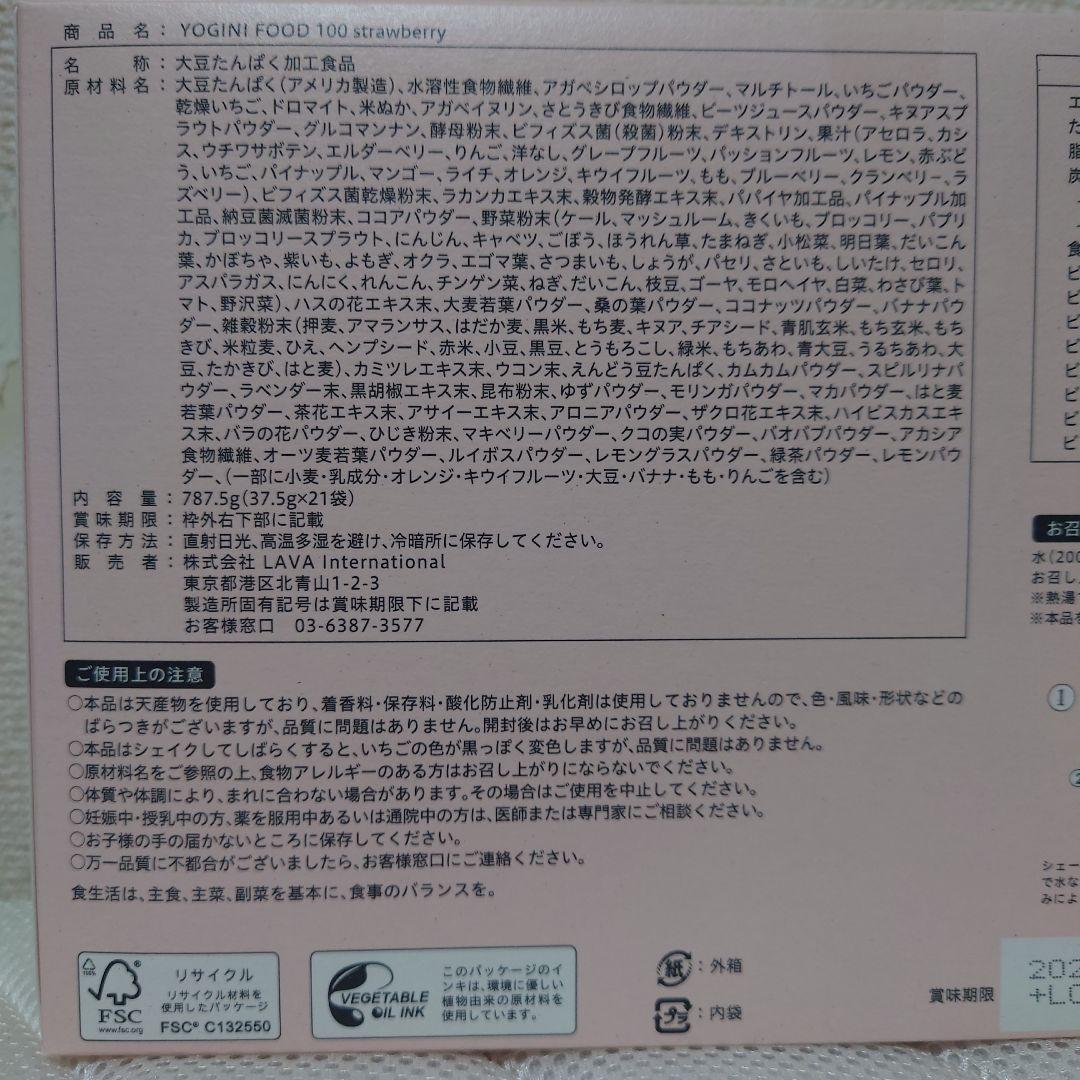 商品名：YOGINI FOOD 100 strawberry
名称：大豆たんぱく加工食品
原材料名：大豆たんぱく(アメリカ製造)、水溶性食物繊維、アガベシロップパウダー、マルチトール、いちごパウダー、
乾燥いちご、ドロマイト、米ぬか、アガベイヌリン、さとうきび食物繊維、ビーツジュースパウダー、キヌアスプ
ラウトパウダー、グルコマンナン、酵母粉末、ビフィズス菌(殺菌)粉末、デキストリン、果汁(アセロラ、カシ
ス、ウチワサボテン、エルダーベリー、りんご、洋なし、グレープフルーツ、パッションフルーツ、レモン、赤ぶど
う、いちご、パイナップル、マンゴー、ライチ、オレンジ、キウイフルーツ、もも、ブルーベリー、クランベリー、ラ
ズベリー)、ビフィズス菌乾燥粉末、ラカンカエキス末、穀物発酵エキス末、パパイヤ加工品、パイナップル加
工品、納豆菌滅菌粉末、ココアパウダー、野菜粉末(ケール、マッシュルーム、きくいも、ブロッコリー、パプリ
カ、ブロッコリースプラウト、にんじん、キャベツ、ごぼう、ほうれん草、たまねぎ、小松菜、明日葉、だいこん
葉、かぼちゃ、紫いも、よもぎ、オクラ、エゴマ葉、さつまいも、しょうが、パセリ、さといも、しいたけ、セロリ、
アスパラガス、にんにく、れんこん、チンゲン菜、ねぎ、だいこん、枝豆、ゴーヤ、モロヘイヤ、白菜、わさび葉、ト
マト、野沢菜)、ハスの花エキス末、大麦若葉パウダー、桑の葉パウダー、ココナッツパウダー、バナナパウ
ダー、雑穀粉末(押麦、アマランサス、はだか麦、黒米、もち麦、キヌア、チアシード、青肌玄米、もち玄米、もち
きび、米粒麦、ひえ、ヘンプシード、赤米、小豆、黒豆、とうもろこし、緑米、もちあわ、青大豆、うるちあわ、大
豆、たかきび、はと麦)、カミツレエキス末、ウコン末、えんどう豆たんぱく、カムカムパウダー、スピルリナパ
ウダー、ラベンダー末、黒胡椒エキス末、昆布粉末、ゆずパウダー、モリンガパウダー、マカパウダー、はと麦
若葉パウダー、茶花エキス末、アサイーエキス末、アロニアパウダー、ザクロ花エキス末、ハイビスカスエキ
ス末、バラの花パウダー、ひじき粉末、マキベリーパウダー、クコの実パウダー、バオバブパウダー、アカシア
食物繊維、オーツ麦若葉パウダー、ルイボスパウダー、レモングラスパウダー、緑茶パウダー、レモンパウ
ダー、(一部に小麦・乳成分・オレンジ・キウイフルーツ・大豆・バナナ・もも・りんごを含む)
内容量：787.5g(37.5g×21袋)
賞味期限：枠外右下部に記載
保存方法：直射日光、高温多湿を避け、冷暗所に保存してください。
販売者：株式会社 LAVA International
東京都港区北青山1-2-3
製造所固有記号は賞味期限下に記載
お客様窓口 03-6387-3577
ご使用上の注意
○本品は天産物を使用しており、着香料・保存料・酸化防止剤・乳化剤は使用しておりませんので、色・風味・形状などの
ばらつきがございますが、品質に問題はありません。開封後はお早めにお召し上がりください。
○本品はシェイクしてしばらくすると、いちごの色が黒っぽく変色しますが、品質に問題はありません。
○原材料名をご参照の上、食物アレルギーのある方はお召し上がりにならないでください。
○体質や体調により、まれに合わない場合があります。その場合はご使用を中止してください。
○妊娠中・授乳中の方、薬を服用中あるいは通院中の方は、医師または専門家にご相談ください。
○お子様の手の届かないところに保存してください。
○万一品質に不都合がございましたら、お客様窓口にご連絡ください。
食生活は、主食、主菜、副菜を基本に、食事のバランスを。
100%
FSC®
www.fsc.org
リサイクル
リサイクル材料を
使用したパッケージ
FSC® C132550
VEGETABLE
OIL INK
このパッケージのイ
ンキは、環境に優しい
植物由来の原材料を
使用しています。
紙：外箱
プラ：内袋
賞味期限
202
+LO
エ
た
脂
炭
食
ビ
ビ
ビ
ビ
ビ
ビ
ビ
ビ
お召
水(200
お召し
※熱湯
※本品を
①
②
シェー
で水な
みによ